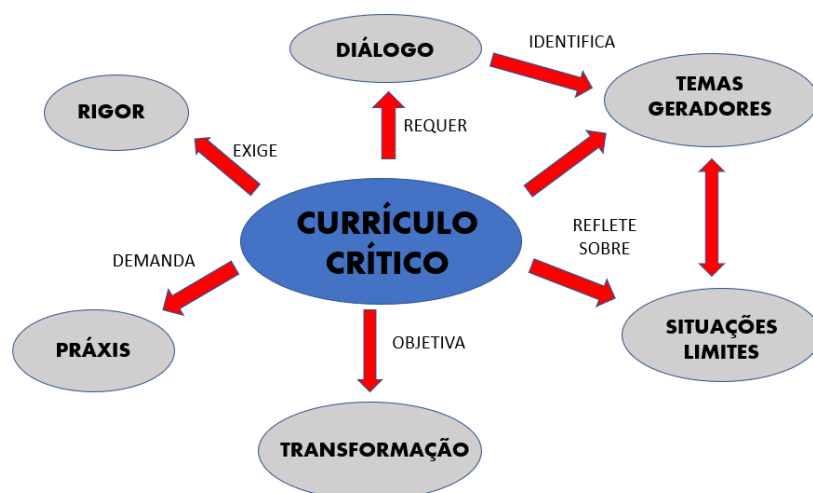 DIÁLOGO
IDENTIFICA
TEMAS
GERADORES
RIGOR
EXIGE
REQUER
CURRÍCULO
CRÍTICO
REFLETE
SOBRE
DEMANDA
PRÁXIS
OBJETIVA
SITUAÇÕES
LIMITES
TRANSFORMAÇÃO